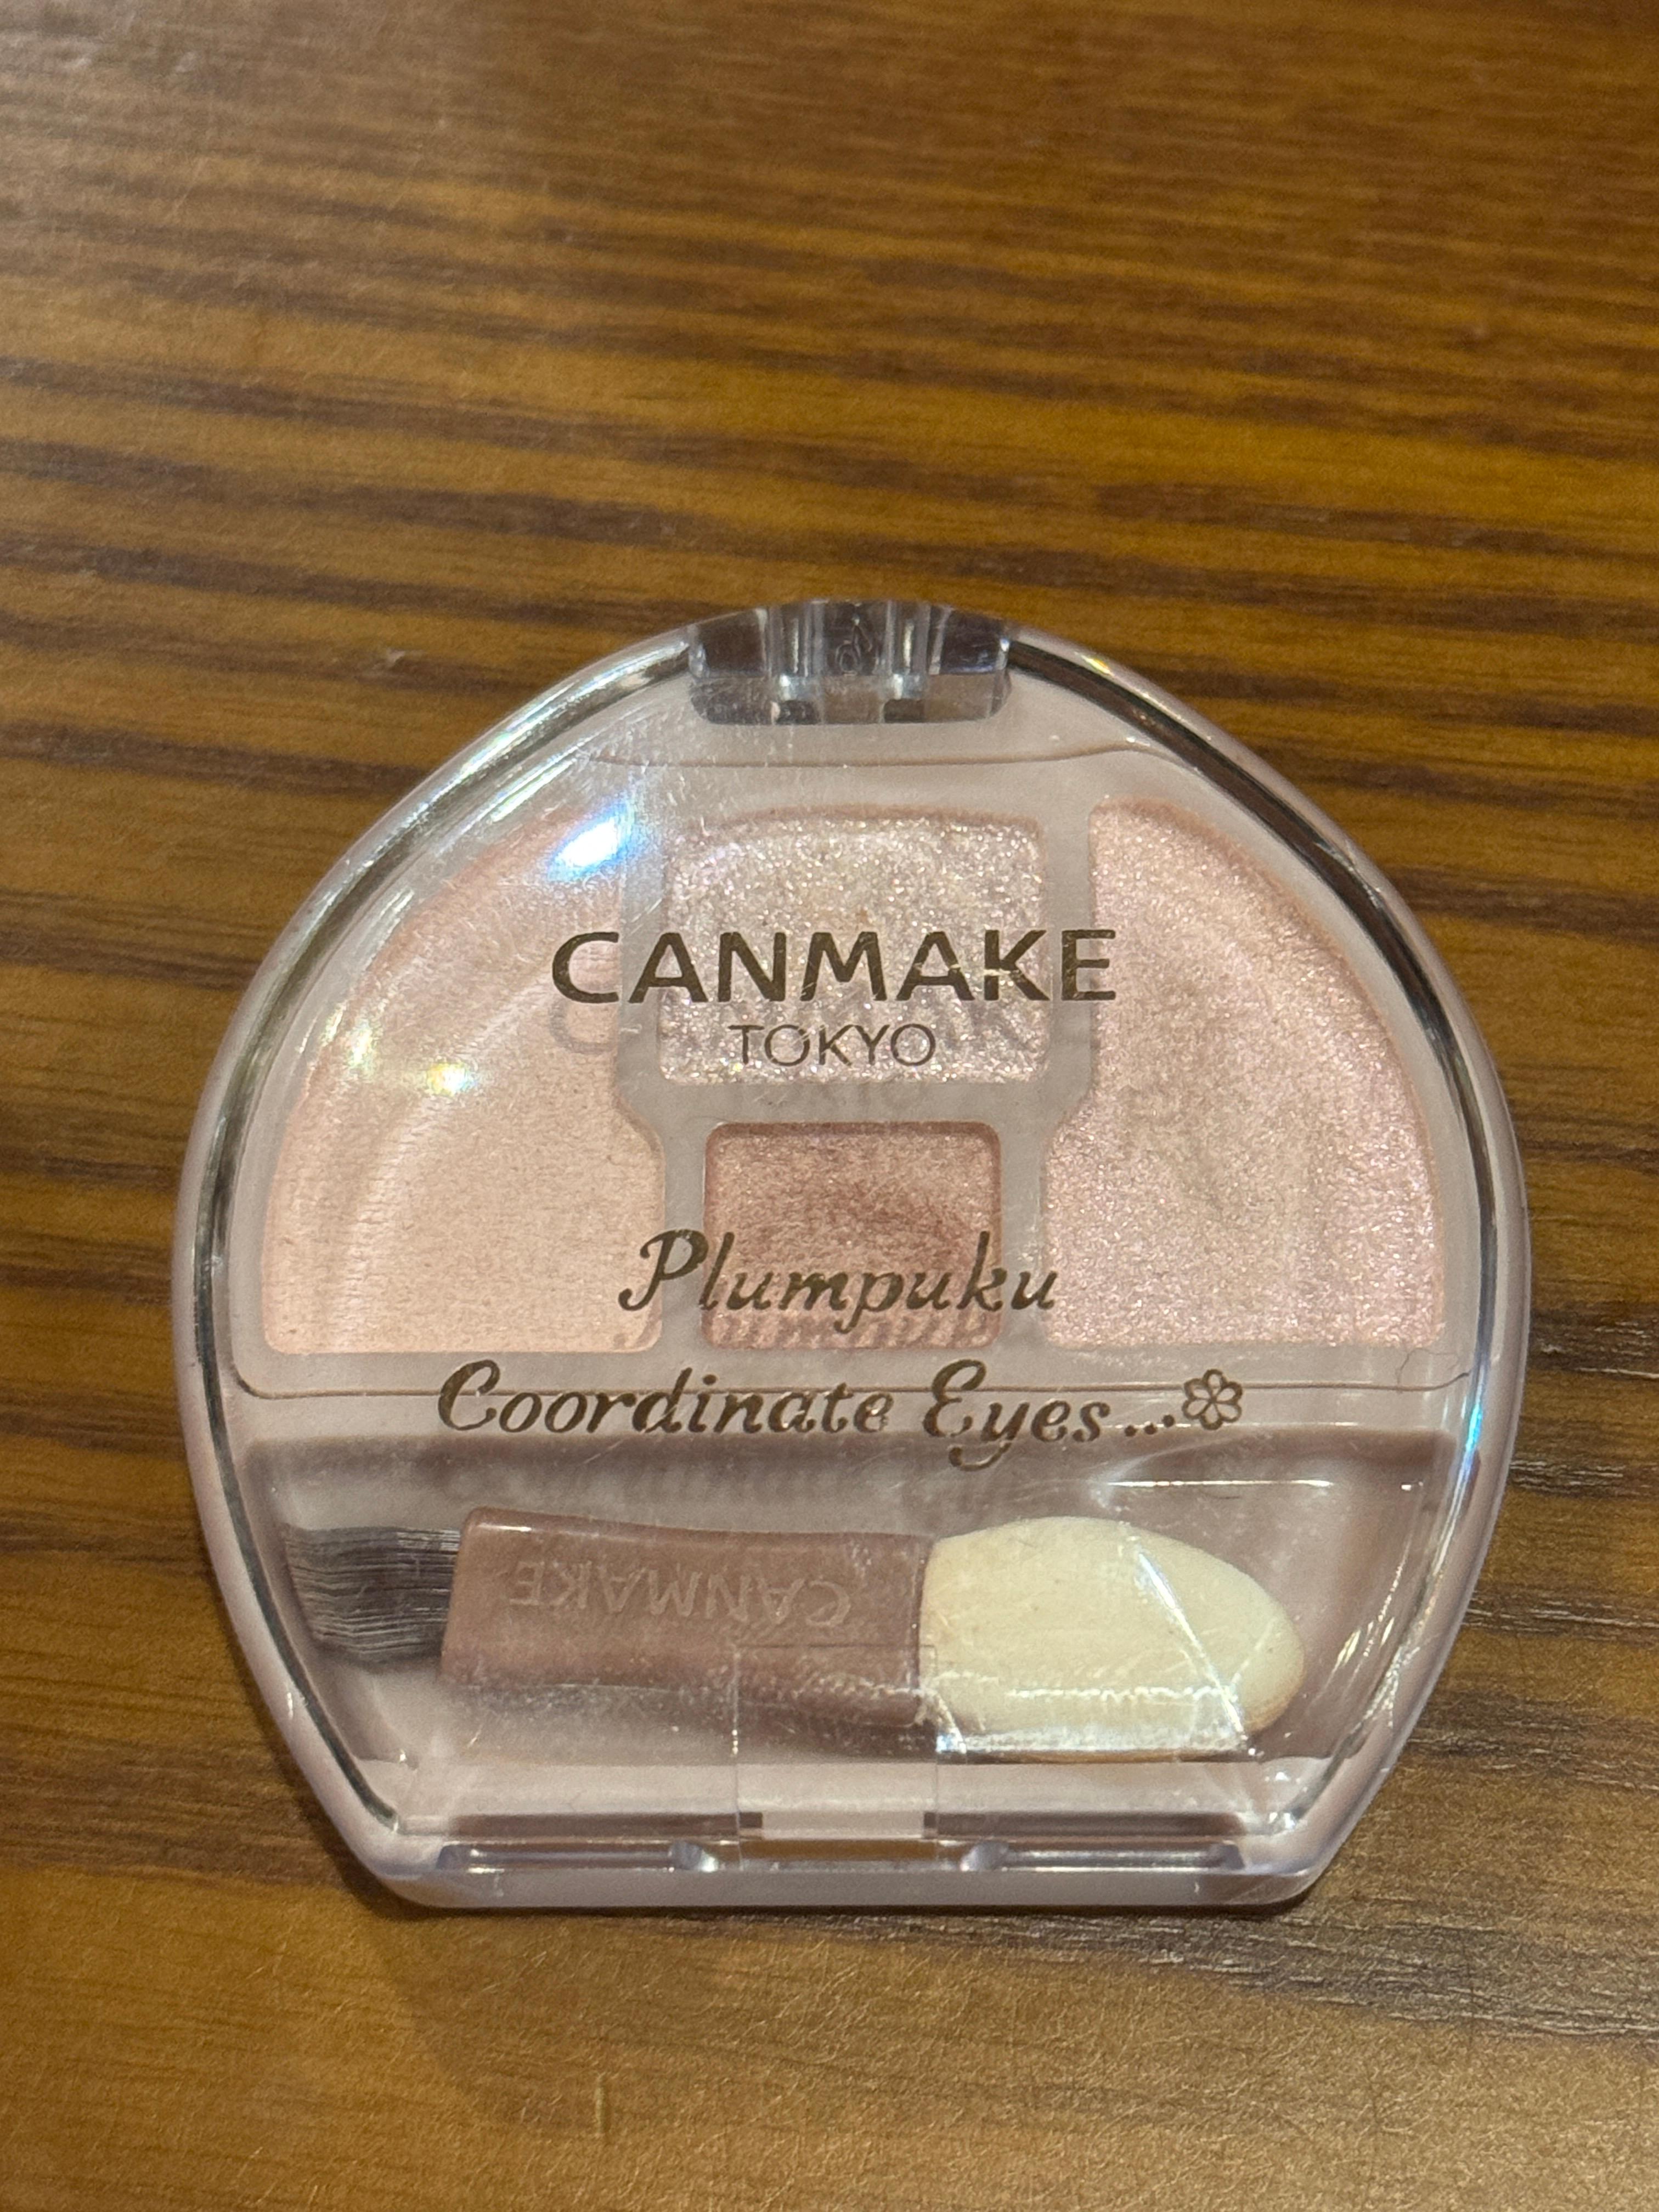 CANMAKE
TOKYO
Plumpuku
Coordinate Eyes...
CANMAKE